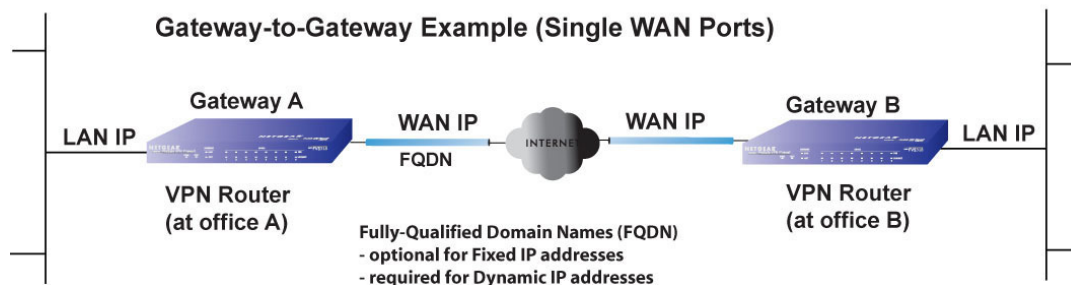 Gateway-to-Gateway Example (Single WAN Ports)
Gateway A
Gateway B
LAN IP
WAN IP
WAN IP
LAN IP
FQDN
INTERNET
NETGEAR
NETGEAR
VPN Router
(at office A)
VPN Router
(at office B)
Fully-Qualified Domain Names (FQDN)
- optional for Fixed IP addresses
- required for Dynamic IP addresses